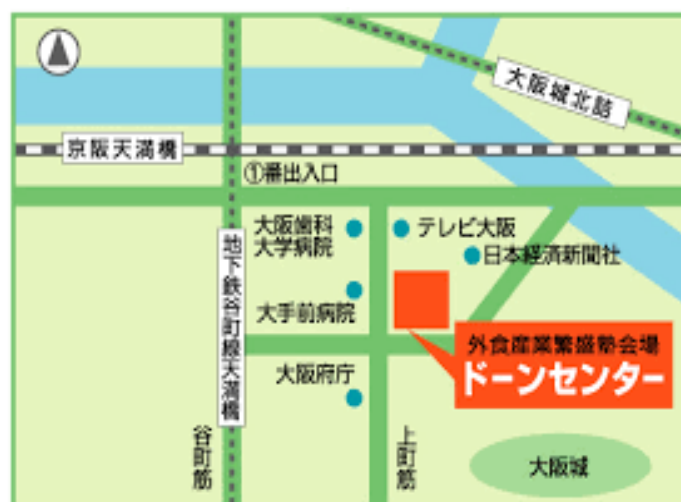 大阪城北詰
京阪天満橋
①番出入口
大阪歯科
大学病院
テレビ大阪
日本経済新聞社
地下鉄谷町線天満橋
大手前病院
外食産業繁盛塾会場
ドーンセンター
大阪府庁
谷町筋
上町筋
大阪城